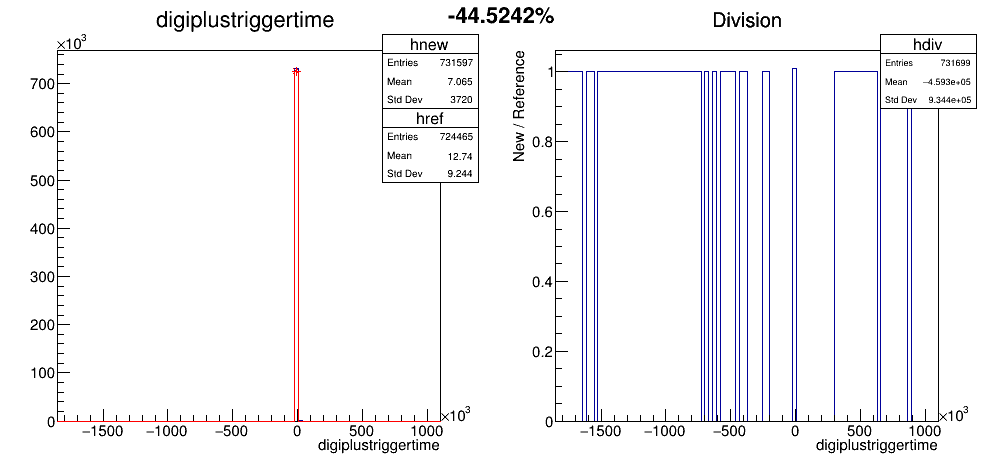 -44.5242%
digiplustriggertime
×10³
hnew
Entries 731597
Mean 7.065
Std Dev 3720
href
Entries 724465
Mean 12.74
Std Dev 9.244
700
600
500
400
300
200
100
0
−1500 −1000 −500 0 500 1000
×10³
digiplustriggertime
Division
hdiv
Entries 731699
Mean −4.593e+05
Std Dev 9.344e+05
New / Reference
1
0.8
0.6
0.4
0.2
0
−1500 −1000 −500 0 500 1000
×10³
digiplustriggertime